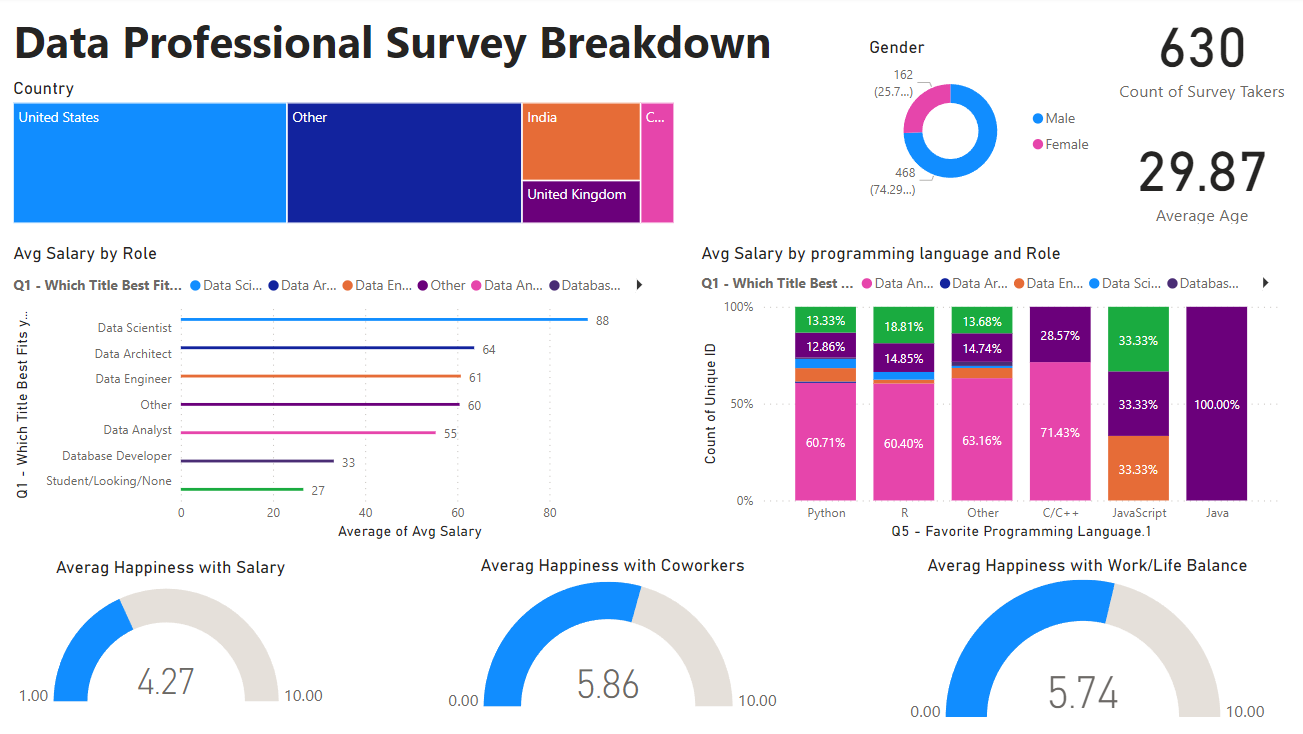 Data Professional Survey Breakdown
630
Count of Survey Takers
29.87
Average Age
Gender
162
(25.7...)
468
(74.29...)
Male
Female
Country
United States
Other
India
United Kingdom
C...
Avg Salary by Role
Q1 - Which Title Best Fit... Data Sci... Data Ar... Data En... Other Data An... Databas...
Q1 - Which Title Best Fits y...
Data Scientist 88
Data Architect 64
Data Engineer 61
Other 60
Data Analyst 55
Database Developer 33
Student/Looking/None 27
0 20 40 60 80
Average of Avg Salary
Avg Salary by programming language and Role
Q1 - Which Title Best ... Data An... Data Ar... Data En... Data Sci... Databas...
Count of Unique ID
100%
50%
0%
13.33%
12.86%
60.71%
18.81%
14.85%
60.40%
13.68%
14.74%
63.16%
28.57%
71.43%
33.33%
33.33%
33.33%
100.00%
Python R Other C/C++ JavaScript Java
Q5 - Favorite Programming Language.1
Averag Happiness with Salary
4.27
1.00 10.00
Averag Happiness with Coworkers
5.86
0.00 10.00
Averag Happiness with Work/Life Balance
5.74
0.00 10.00